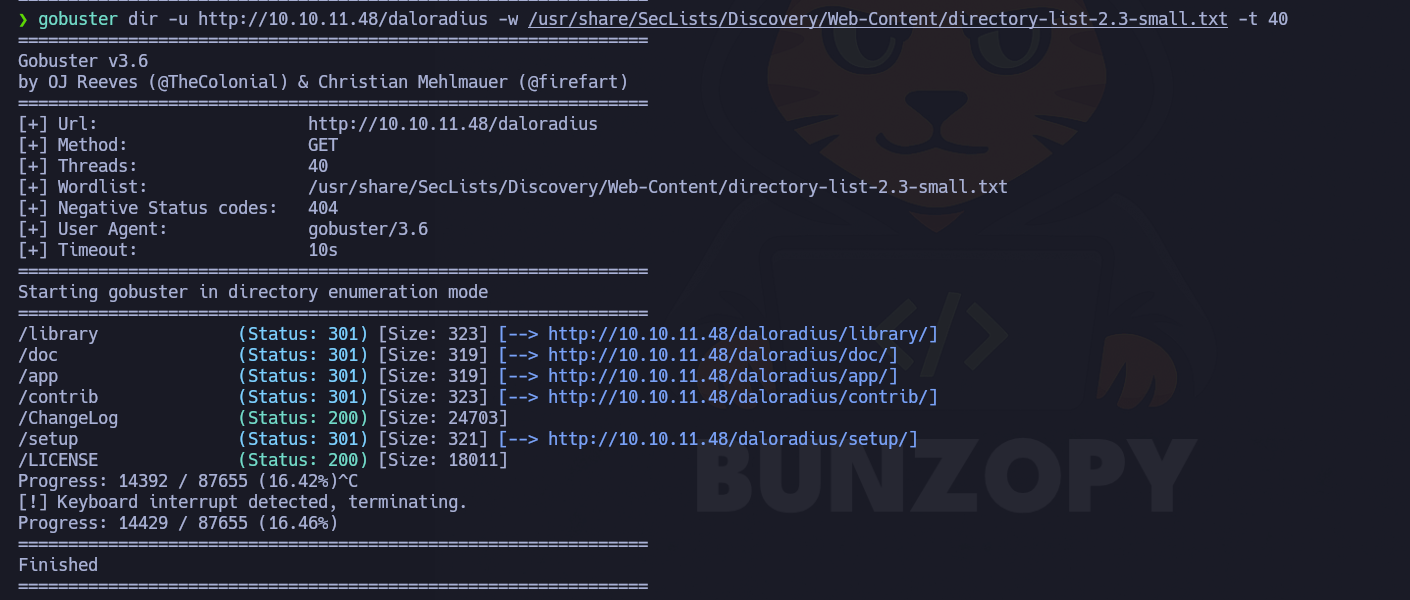 ❯ gobuster dir -u http://10.10.11.48/daloradius -w /usr/share/SecLists/Discovery/Web-Content/directory-list-2.3-small.txt -t 40
===============================================================
Gobuster v3.6
by OJ Reeves (@TheColonial) & Christian Mehlmauer (@firefart)
===============================================================
[+] Url:                     http://10.10.11.48/daloradius
[+] Method:                  GET
[+] Threads:                 40
[+] Wordlist:                /usr/share/SecLists/Discovery/Web-Content/directory-list-2.3-small.txt
[+] Negative Status codes:   404
[+] User Agent:              gobuster/3.6
[+] Timeout:                 10s
===============================================================
Starting gobuster in directory enumeration mode
===============================================================
/library              (Status: 301) [Size: 323] [--> http://10.10.11.48/daloradius/library/]
/doc                  (Status: 301) [Size: 319] [--> http://10.10.11.48/daloradius/doc/]
/app                  (Status: 301) [Size: 319] [--> http://10.10.11.48/daloradius/app/]
/contrib              (Status: 301) [Size: 323] [--> http://10.10.11.48/daloradius/contrib/]
/ChangeLog            (Status: 200) [Size: 24703]
/setup                (Status: 301) [Size: 321] [--> http://10.10.11.48/daloradius/setup/]
/LICENSE              (Status: 200) [Size: 18011]
Progress: 14392 / 87655 (16.42%)^C
[!] Keyboard interrupt detected, terminating.
Progress: 14429 / 87655 (16.46%)
===============================================================
Finished
===============================================================
</>
BUNZOPY